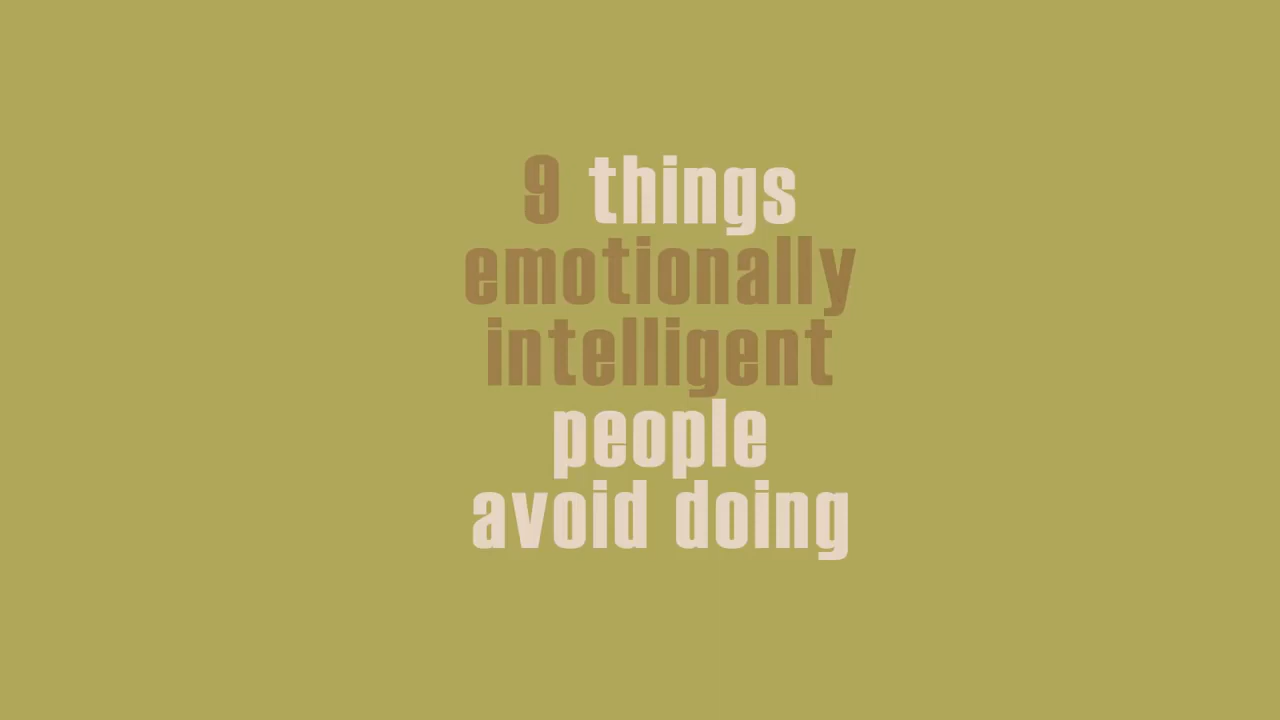 9 things
emotionally
intelligent
people
avoid doing